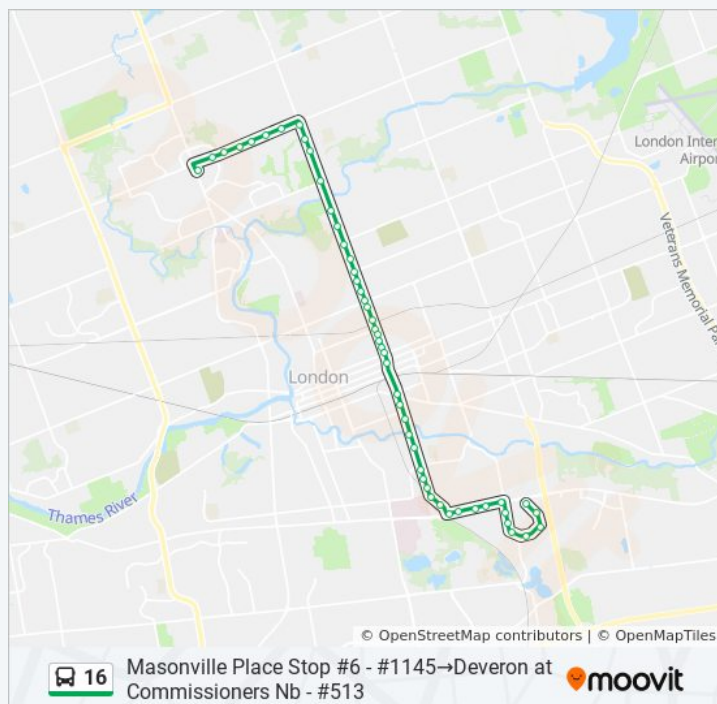 London Inter
Airpo
Veterans Memorial Pa
London
Thames River
© OpenStreetMap contributors | © OpenMapTiles
16
Masonville Place Stop #6 - #1145→Deveron at
Commissioners Nb - #513
moovit